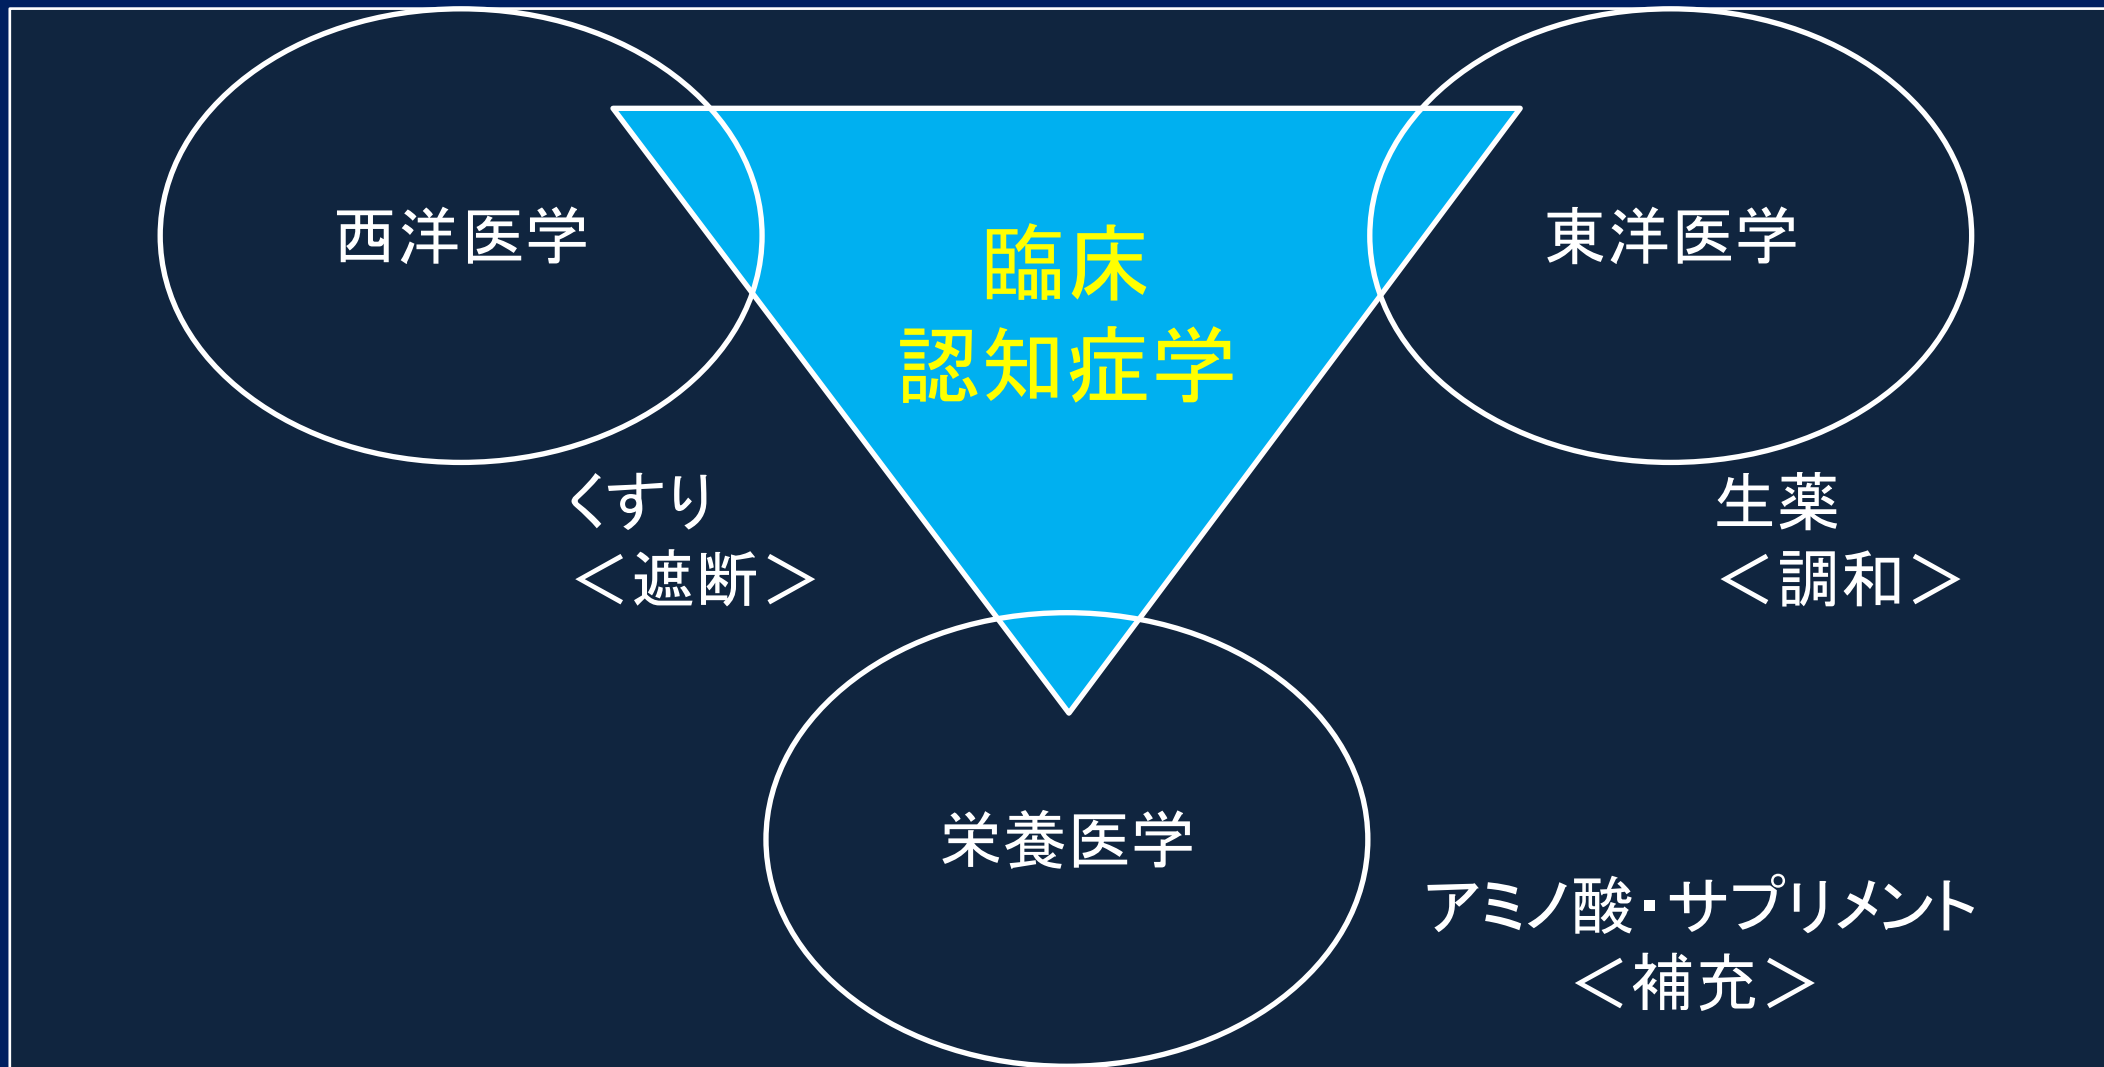 西洋医学
東洋医学
臨床
認知症学
くすり
＜遮断＞
生薬
＜調和＞
栄養医学
アミノ酸・サプリメント
＜補充＞